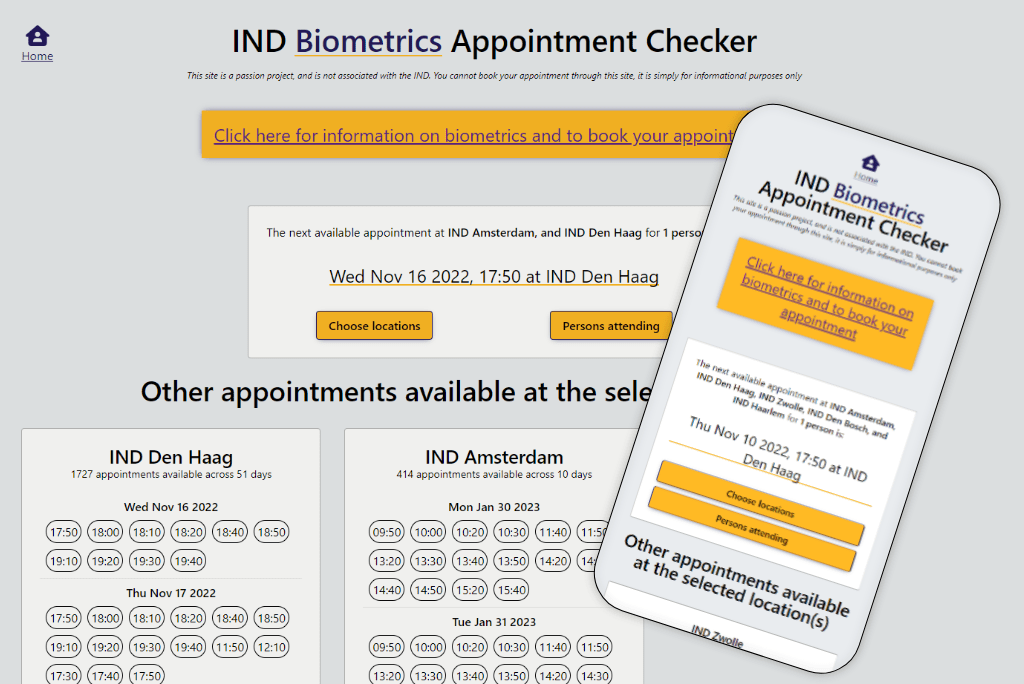 Home
IND Biometrics Appointment Checker
This site is a passion project, and is not associated with the IND. You cannot book your appointment through this site, it is simply for informational purposes only
Click here for information on biometrics and to book your appoint
The next available appointment at IND Amsterdam, and IND Den Haag for 1 perso
Wed Nov 16 2022, 17:50 at IND Den Haag
Choose locations
Persons attending
Other appointments available at the sele
IND Den Haag
1727 appointments available across 51 days
Wed Nov 16 2022
17:50 18:00 18:10 18:20 18:40 18:50
19:10 19:20 19:30 19:40
Thu Nov 17 2022
17:50 18:00 18:10 18:20 18:40 18:50
19:10 19:20 19:30 19:40 11:50 12:10
17:30 17:40 17:50
IND Amsterdam
414 appointments available across 10 days
Mon Jan 30 2023
09:50 10:00 10:20 10:30 11:40 11:50
13:20 13:30 13:40 13:50 14:20 14:
14:40 14:50 15:20 15:40
Tue Jan 31 2023
09:50 10:00 10:20 10:30 11:40 11:50
13:20 13:30 13:40 13:50 14:20 14:30
Home
IND Biometrics
Appointment Checker
This site is a passion project, and is not associated with the IND. You cannot book
your appointment through this site, it is simply for informational purposes only
Click here for information on
biometrics and to book your
appointment
The next available appointment at IND Amsterdam,
IND Den Haag, IND Zwolle, IND Den Bosch, and
IND Haarlem for 1 person is:
Thu Nov 10 2022, 17:50 at IND
Den Haag
Choose locations
Persons attending
Other appointments available
at the selected location(s)
IND Zwolle